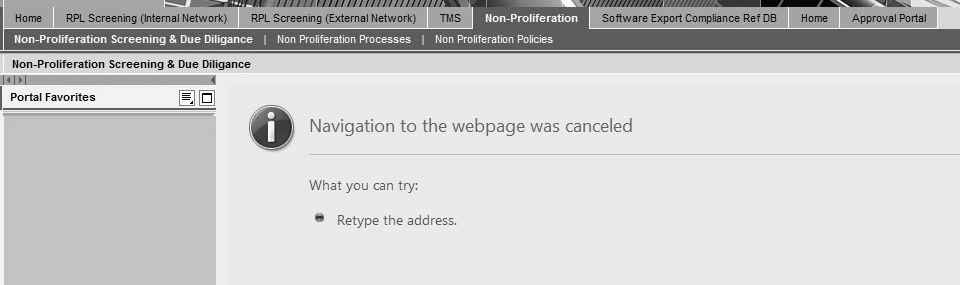 Home RPL Screening (Internal Network) RPL Screening (External Network) TMS Non-Proliferation Software Export Compliance Ref DB Home Approval Portal
Non-Proliferation Screening & Due Diligance | Non Proliferation Processes | Non Proliferation Policies
Non-Proliferation Screening & Due Diligance
Portal Favorites
Navigation to the webpage was canceled
What you can try:
Retype the address.